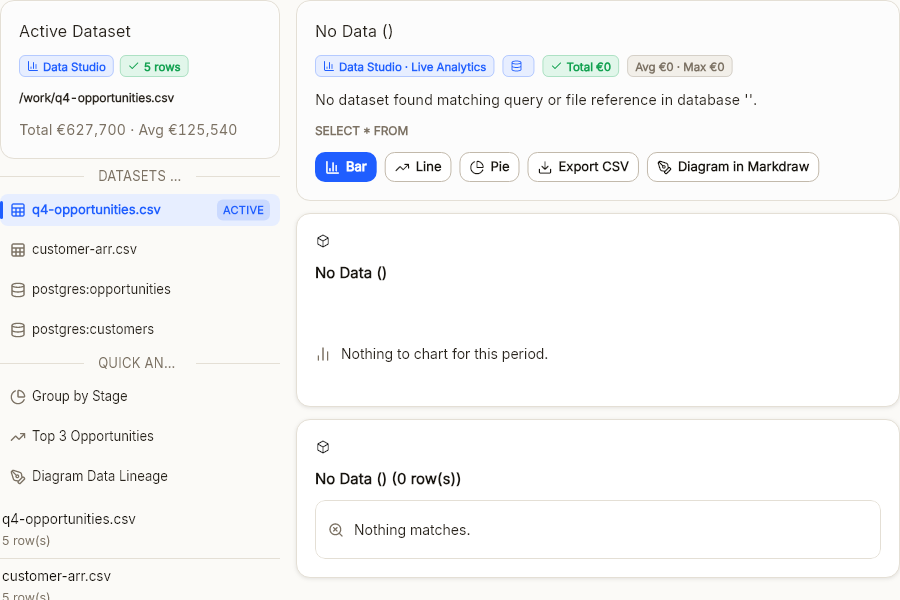 Active Dataset
Data Studio
5 rows
/work/q4-opportunities.csv
Total €627,700 · Avg €125,540
DATASETS ...
q4-opportunities.csv
ACTIVE
customer-arr.csv
postgres:opportunities
postgres:customers
QUICK AN...
Group by Stage
Top 3 Opportunities
Diagram Data Lineage
q4-opportunities.csv
5 row(s)
customer-arr.csv
5 row(s)
No Data ()
Data Studio · Live Analytics
Total €0
Avg €0 · Max €0
No dataset found matching query or file reference in database ''.
SELECT * FROM
Bar
Line
Pie
Export CSV
Diagram in Markdraw
No Data ()
Nothing to chart for this period.
No Data () (0 row(s))
Nothing matches.